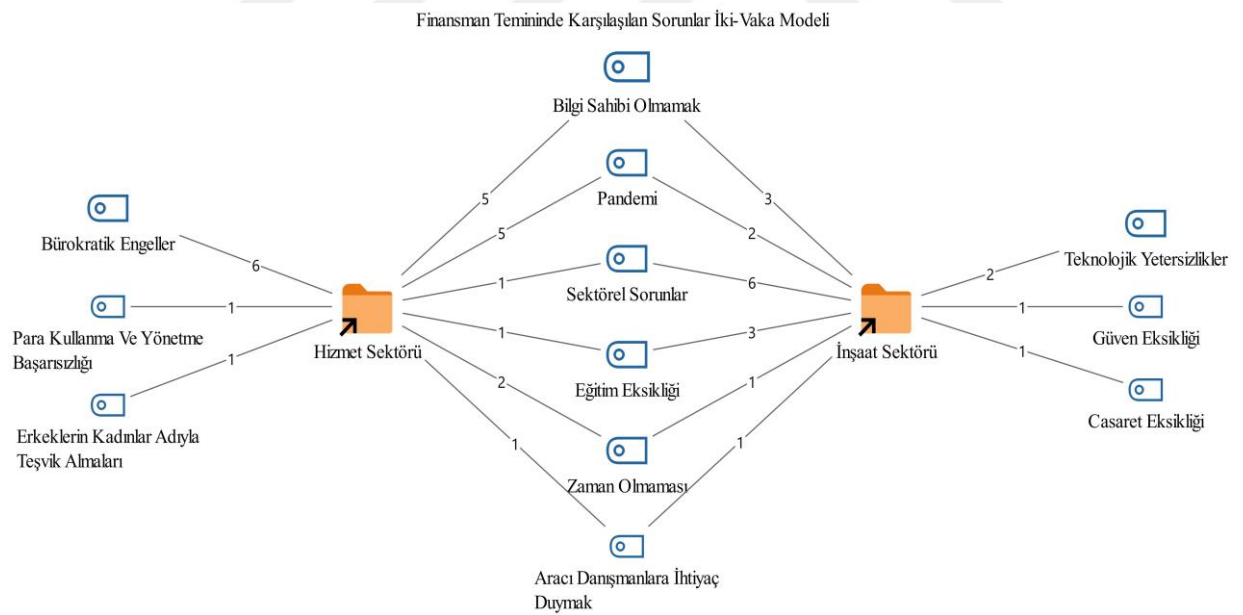 Finansman Temininde Karşılaşılan Sorunlar İki-Vaka Modeli
Bilgi Sahibi Olmamak
5
3
Pandemi
5
2
Bürokratik Engeller
6
Teknolojik Yetersizlikler
2
Sektörel Sorunlar
1
6
Para Kullanma Ve Yönetme
Başarısızlığı
1
Hizmet Sektörü
İnşaat Sektörü
1
Güven Eksikliği
1
3
Eğitim Eksikliği
1
Erkeklerin Kadınlar Adıyla
Teşvik Almaları
1
Casaret Eksikliği
2
1
Zaman Olmaması
1
1
Aracı Danışmanlara İhtiyaç
Duymak